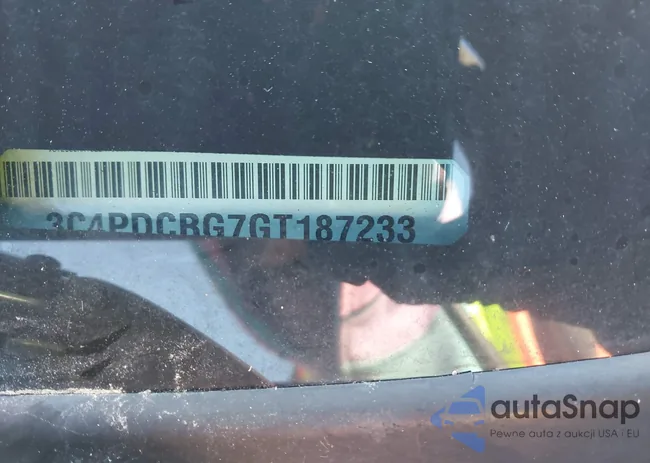 3C4PDCBG7GT187233
autaSnap
Pewne auta z aukcji USA i EU